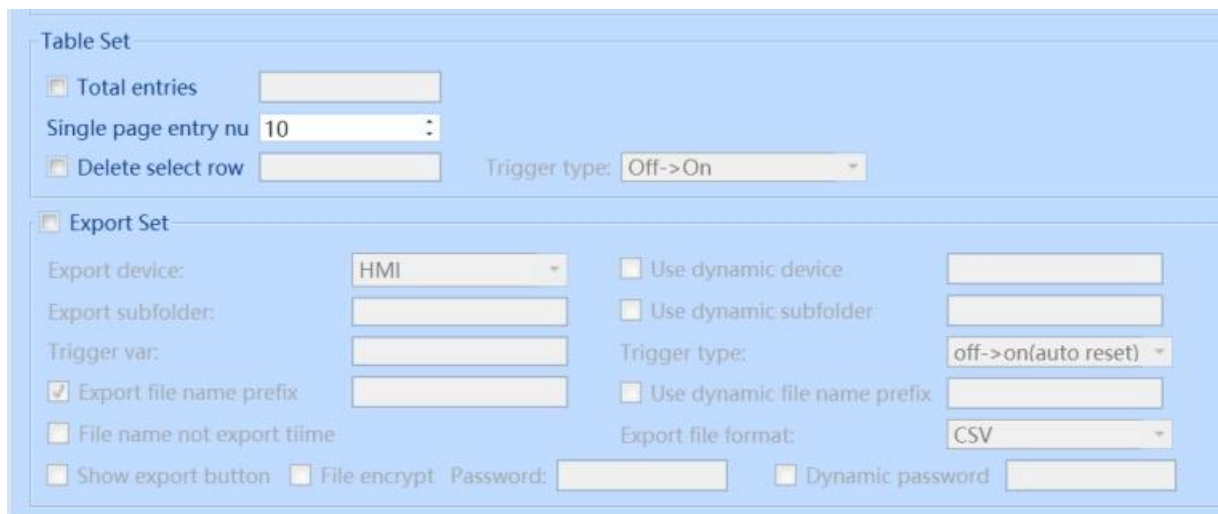 Table Set
Total entries
Single page entry nu 10
Delete select row Trigger type: Off->On
Export Set
Export device: HMI Use dynamic device
Export subfolder: Use dynamic subfolder
Trigger var: Trigger type: off->on(auto reset)
Export file name prefix Use dynamic file name prefix
File name not export tiime Export file format: CSV
Show export button File encrypt Password: Dynamic password